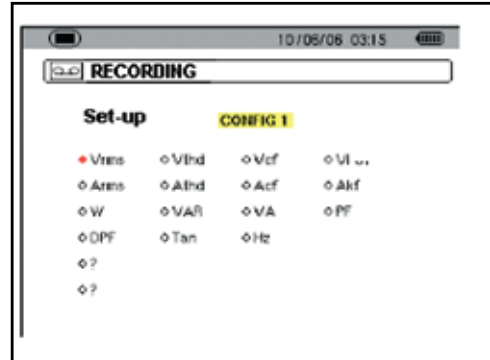 10/06/06 03:15
RECORDING
Set-up CONFIG 1
Vrms Vthd Vcf
Arms Athd Acf Akf
W VAR VA PF
DPF Tan Hz
?
?